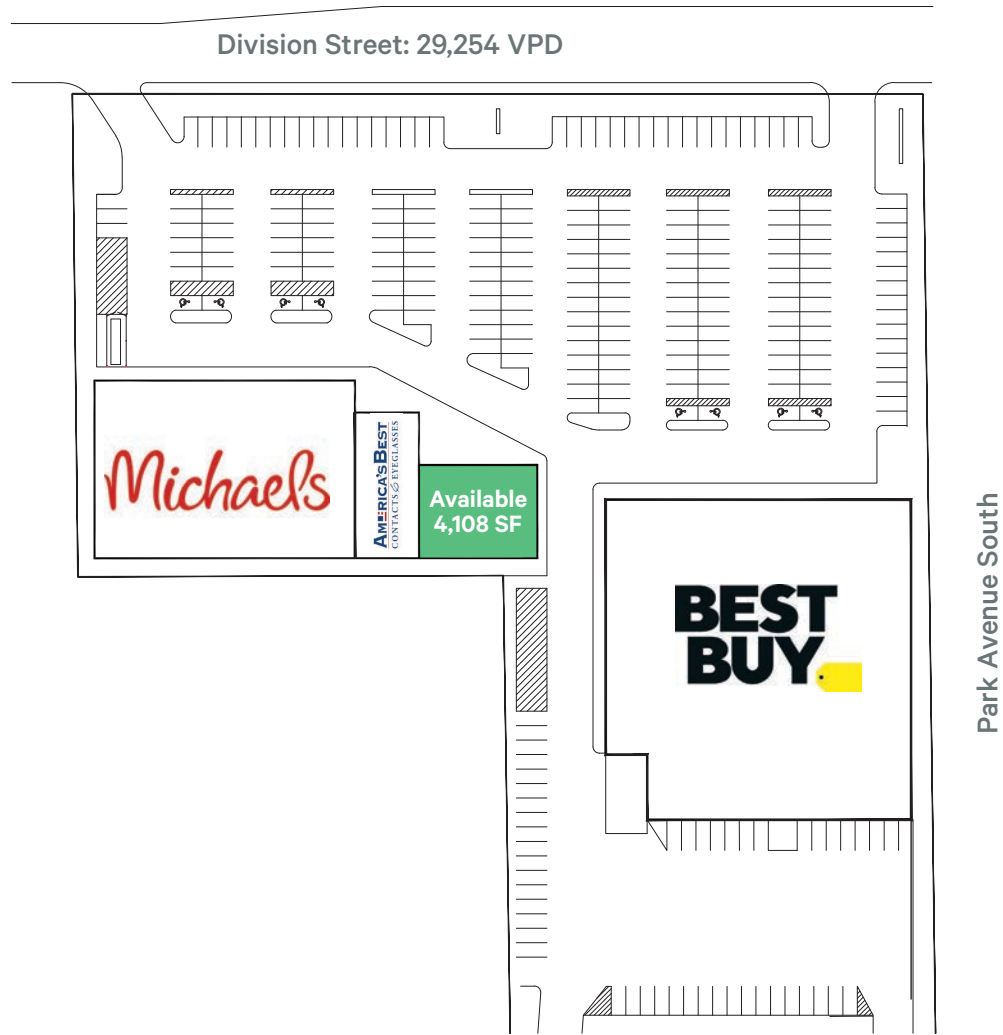 Division Street: 29,254 VPD
Michaels
AMERICA'S BEST
CONTACTS & EYEGLASSES
Available
4,108 SF
BEST
BUY
Park Avenue South